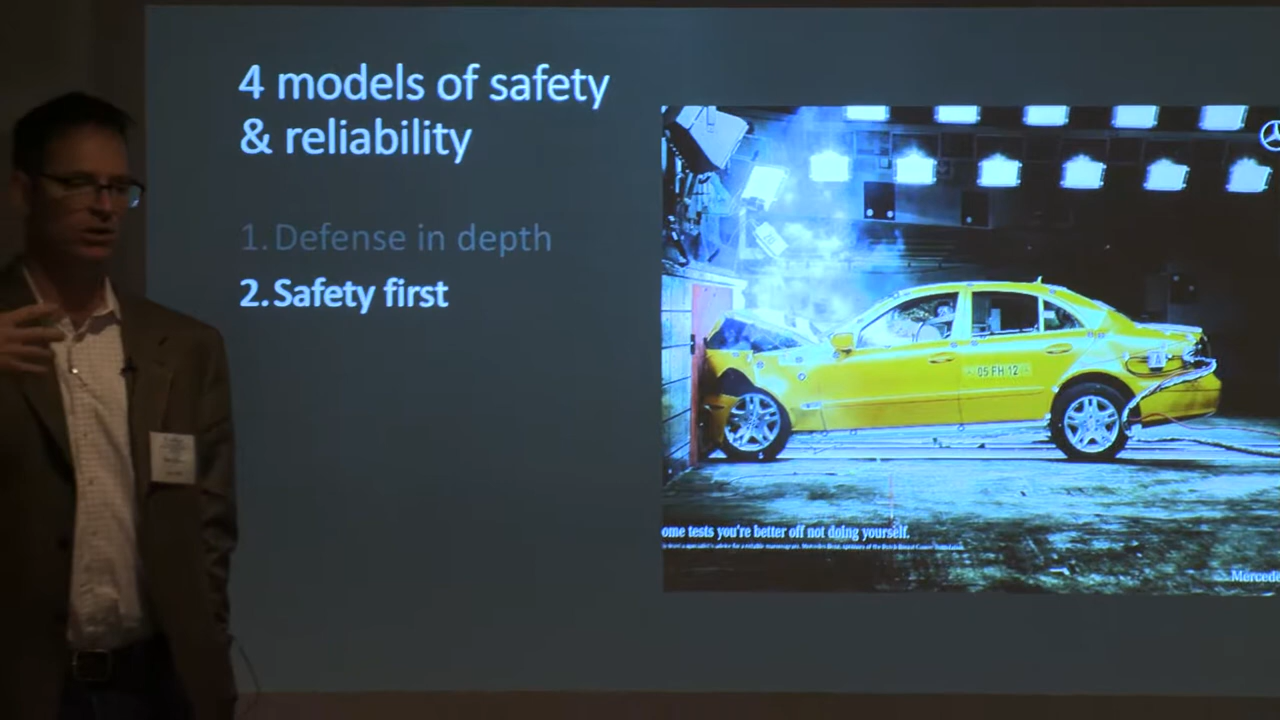 4 models of safety
& reliability
1. Defense in depth
2. Safety first
05 FH 12
A
ome tests you're better off not doing yourself.
Mercede